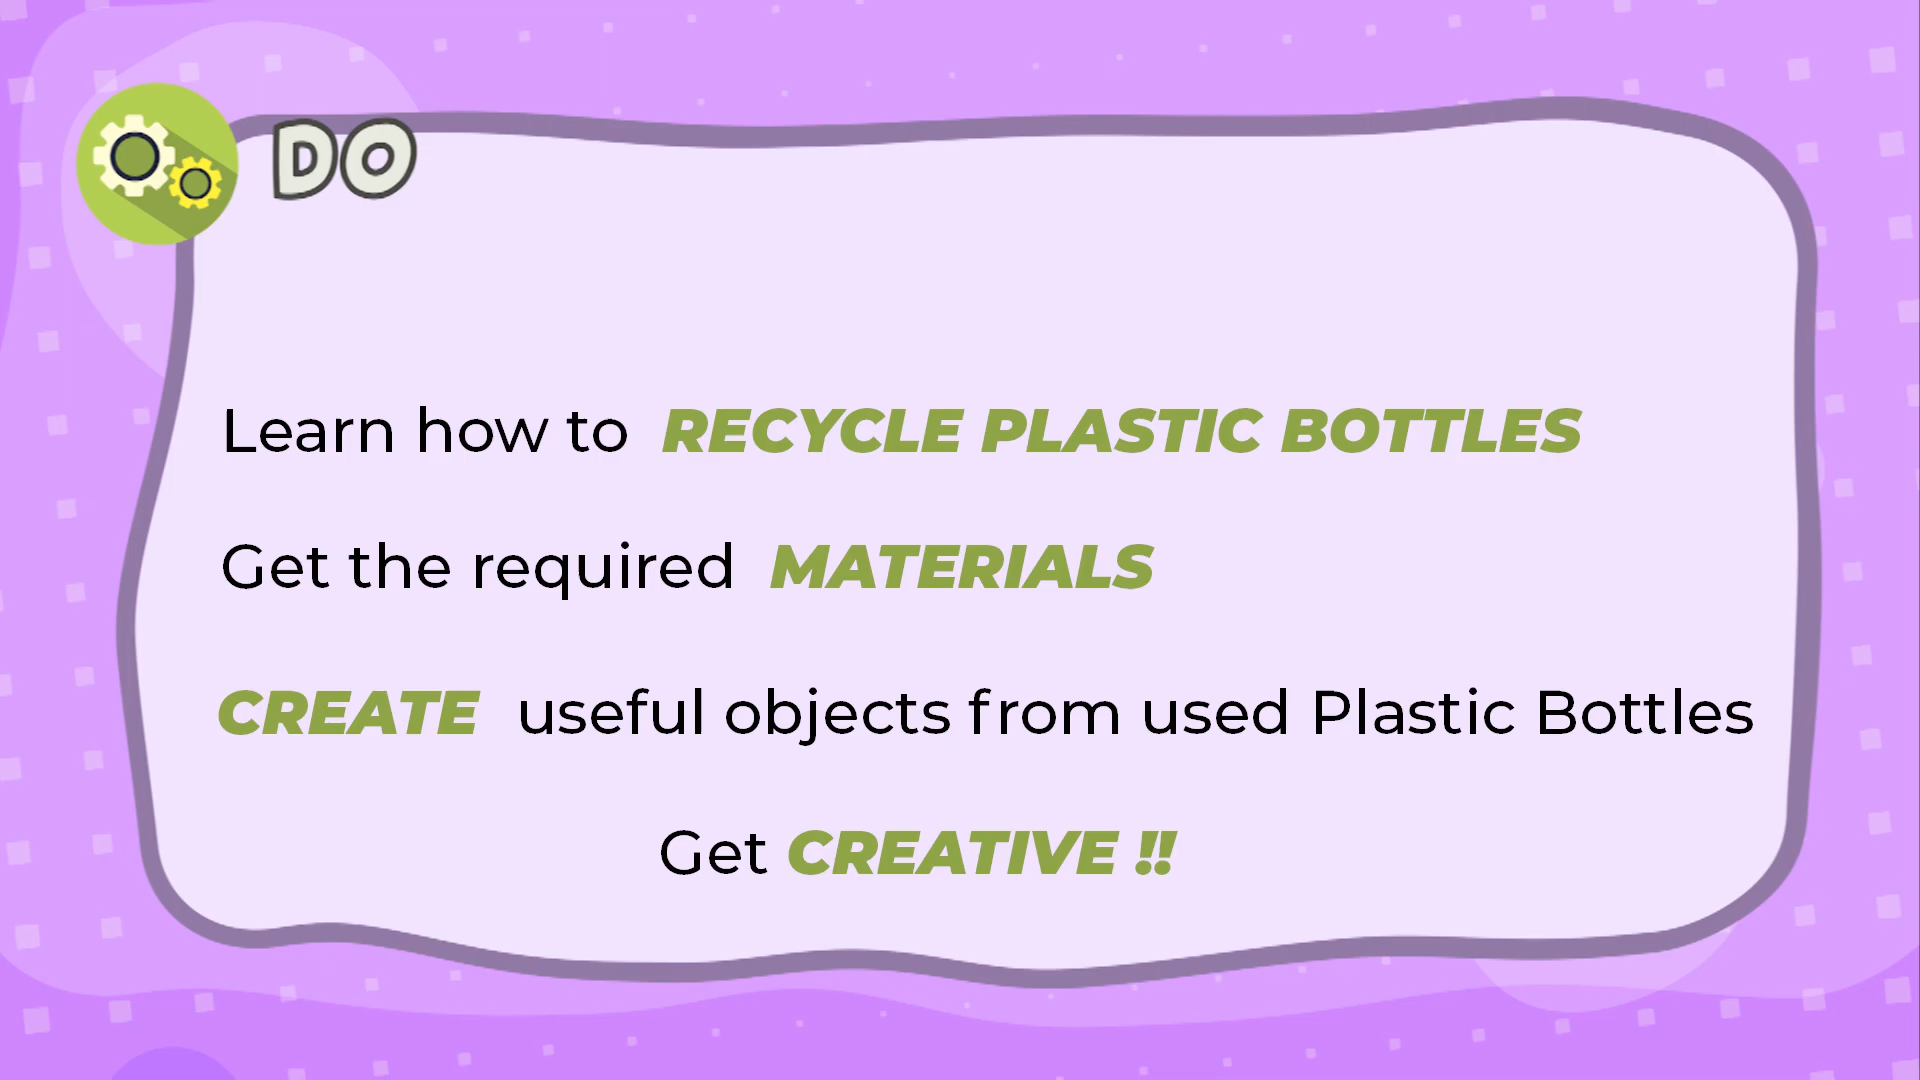 DO
Learn how to RECYCLE PLASTIC BOTTLES
Get the required MATERIALS
CREATE useful objects from used Plastic Bottles
Get CREATIVE !!